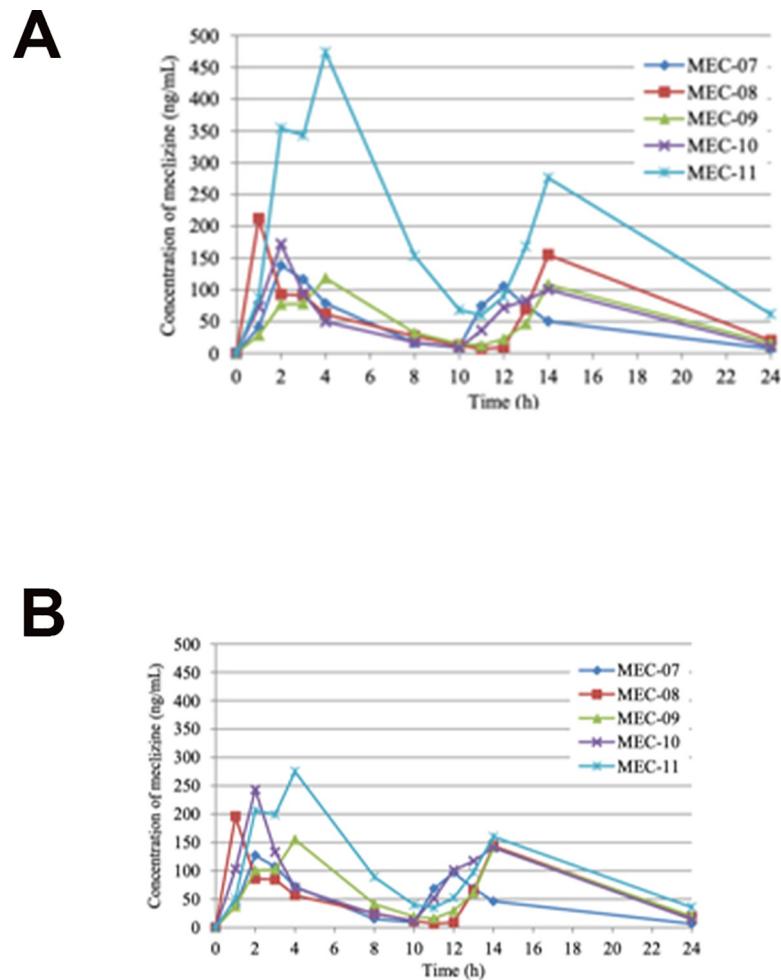 A
Concentration of meclizine (ng/mL)
500
450
400
350
300
250
200
150
100
50
0
MEC-07
MEC-08
MEC-09
MEC-10
MEC-11
0 2 4 6 8 10 12 14 16 18 20 22 24
Time (h)
B
Concentration of meclizine (ng/mL)
500
450
400
350
300
250
200
150
100
50
0
MEC-07
MEC-08
MEC-09
MEC-10
MEC-11
0 2 4 6 8 10 12 14 16 18 20 22 24
Time (h)